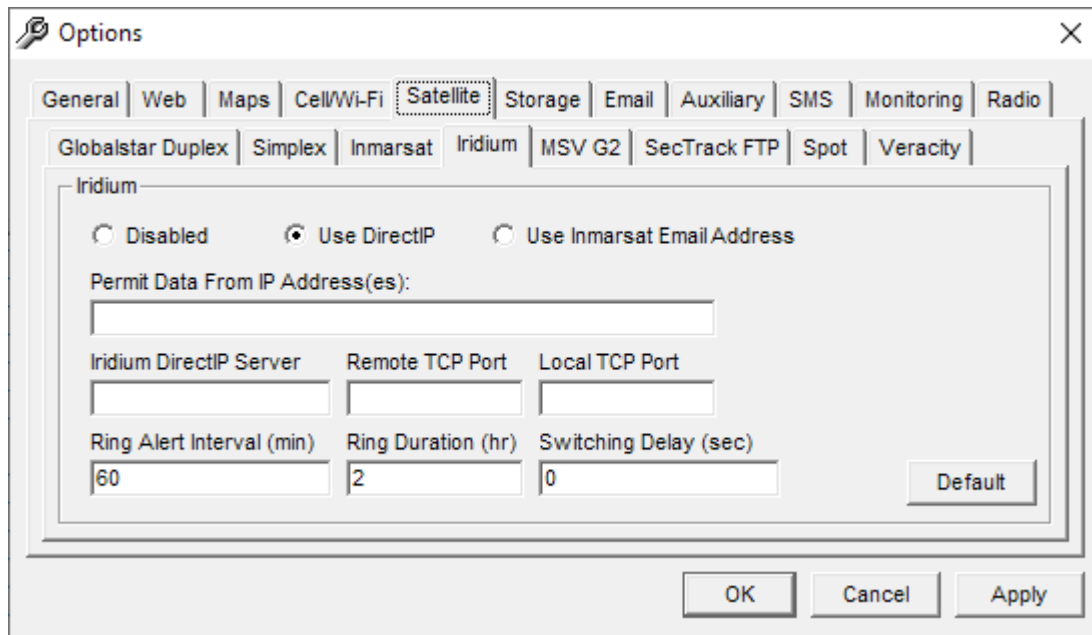 Options
General Web Maps Cell/Wi-Fi Satellite Storage Email Auxiliary SMS Monitoring Radio
Globalstar Duplex Simplex Inmarsat Iridium MSV G2 SecTrack FTP Spot Veracity
Iridium
Disabled Use DirectIP Use Inmarsat Email Address
Permit Data From IP Address(es):
Iridium DirectIP Server Remote TCP Port Local TCP Port
Ring Alert Interval (min) Ring Duration (hr) Switching Delay (sec)
60 2 0
Default
OK Cancel Apply